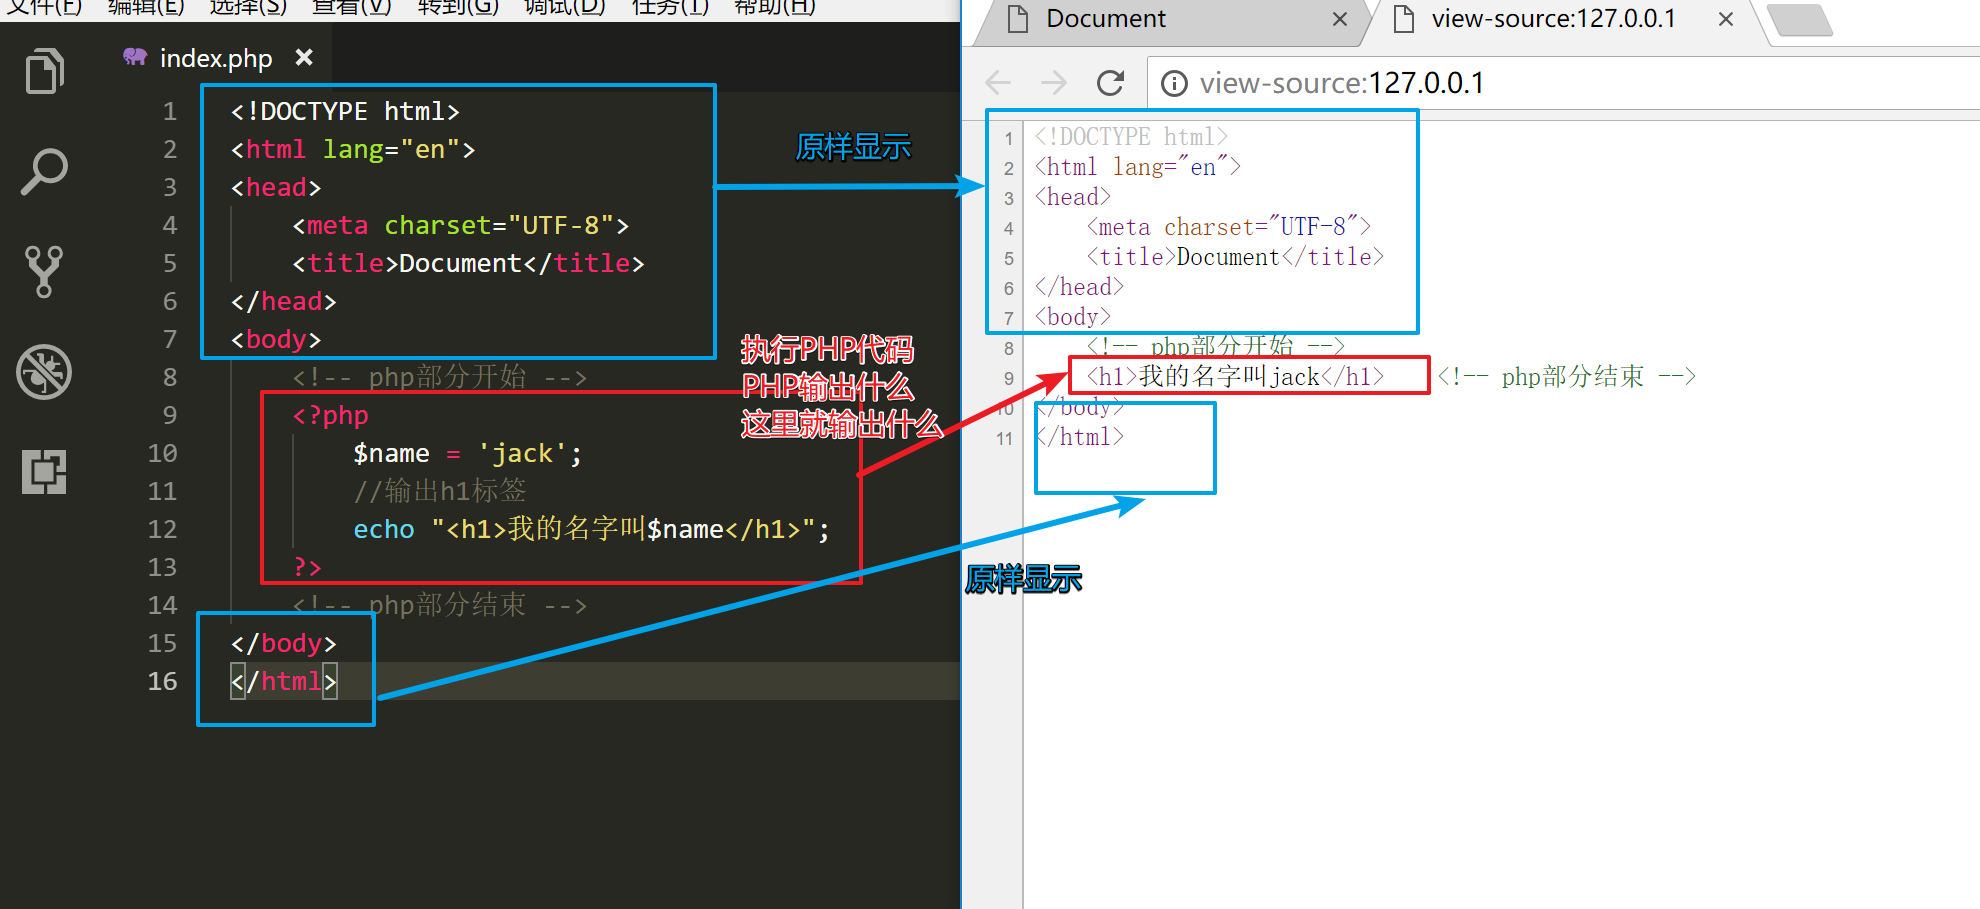 文件(F) 编辑(E) 选择(S) 查看(V) 转到(G) 调试(D) 任务(T) 帮助(H)
index.php ×
1 <!DOCTYPE html>
2 <html lang="en">
3 <head>
4 <meta charset="UTF-8">
5 <title>Document</title>
6 </head>
7 <body>
8 <!-- php部分开始 -->
9 <?php
10 $name = 'jack';
11 //输出h1标签
12 echo "<h1>我的名字叫$name</h1>";
13 ?>
14 <!-- php部分结束 -->
15 </body>
16 </html>
原样显示
执行PHP代码
PHP输出什么
这里就输出什么
原样显示
Document × view-source:127.0.0.1 ×
view-source:127.0.0.1
1 <!DOCTYPE html>
2 <html lang="en">
3 <head>
4 <meta charset="UTF-8">
5 <title>Document</title>
6 </head>
7 <body>
8 <!-- php部分开始 -->
9 <h1>我的名字叫jack</h1> <!-- php部分结束 -->
10 </body>
11 </html>